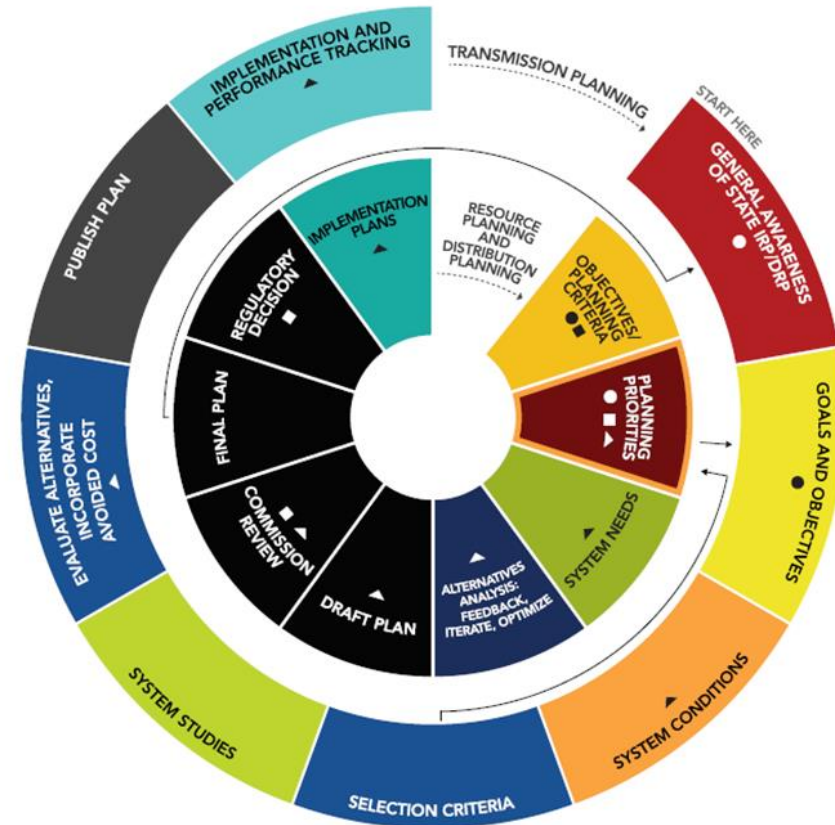 TRANSMISSION PLANNING
START HERE
GENERAL AWARENESS
OF STATE IRP/DRP
GOALS AND OBJECTIVES
SYSTEM CONDITIONS
SELECTION CRITERIA
SYSTEM STUDIES
EVALUATE ALTERNATIVES,
INCORPORATE
AVOIDED COST
PUBLISH PLAN
IMPLEMENTATION AND
PERFORMANCE TRACKING
RESOURCE
PLANNING
AND
DISTRIBUTION
PLANNING
OBJECTIVES/
PLANNING
CRITERIA
PLANNING
PRIORITIES
SYSTEM NEEDS
ALTERNATIVES
ANALYSIS:
FEEDBACK,
ITERATE, OPTIMIZE
DRAFT PLAN
COMMISSION
REVIEW
FINAL PLAN
REGULATORY
DECISION
IMPLEMENTATION
PLANS